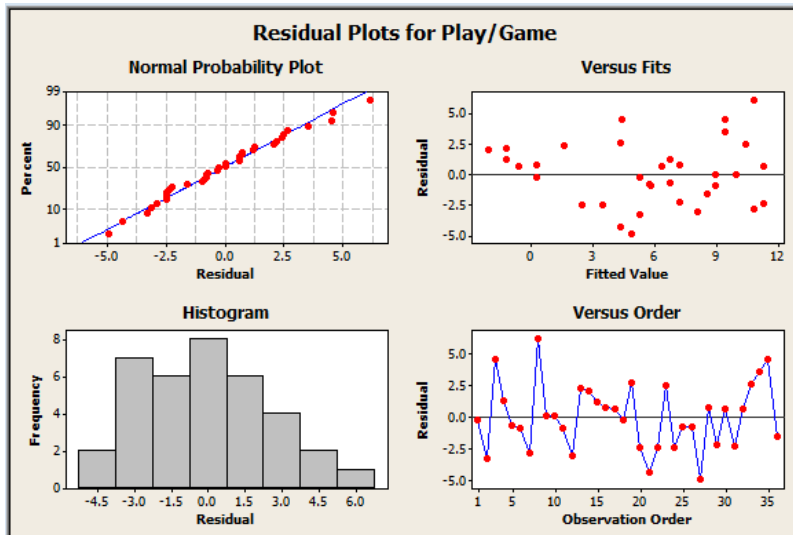 Residual Plots for Play/Game
Normal Probability Plot
99
90
50
10
1
Percent
-5.0 -2.5 0.0 2.5 5.0
Residual
Versus Fits
5.0
2.5
0.0
-2.5
-5.0
Residual
0 3 6 9 12
Fitted Value
Histogram
8
6
4
2
0
Frequency
-4.5 -3.0 -1.5 0.0 1.5 3.0 4.5 6.0
Residual
Versus Order
5.0
2.5
0.0
-2.5
-5.0
Residual
1 5 10 15 20 25 30 35
Observation Order